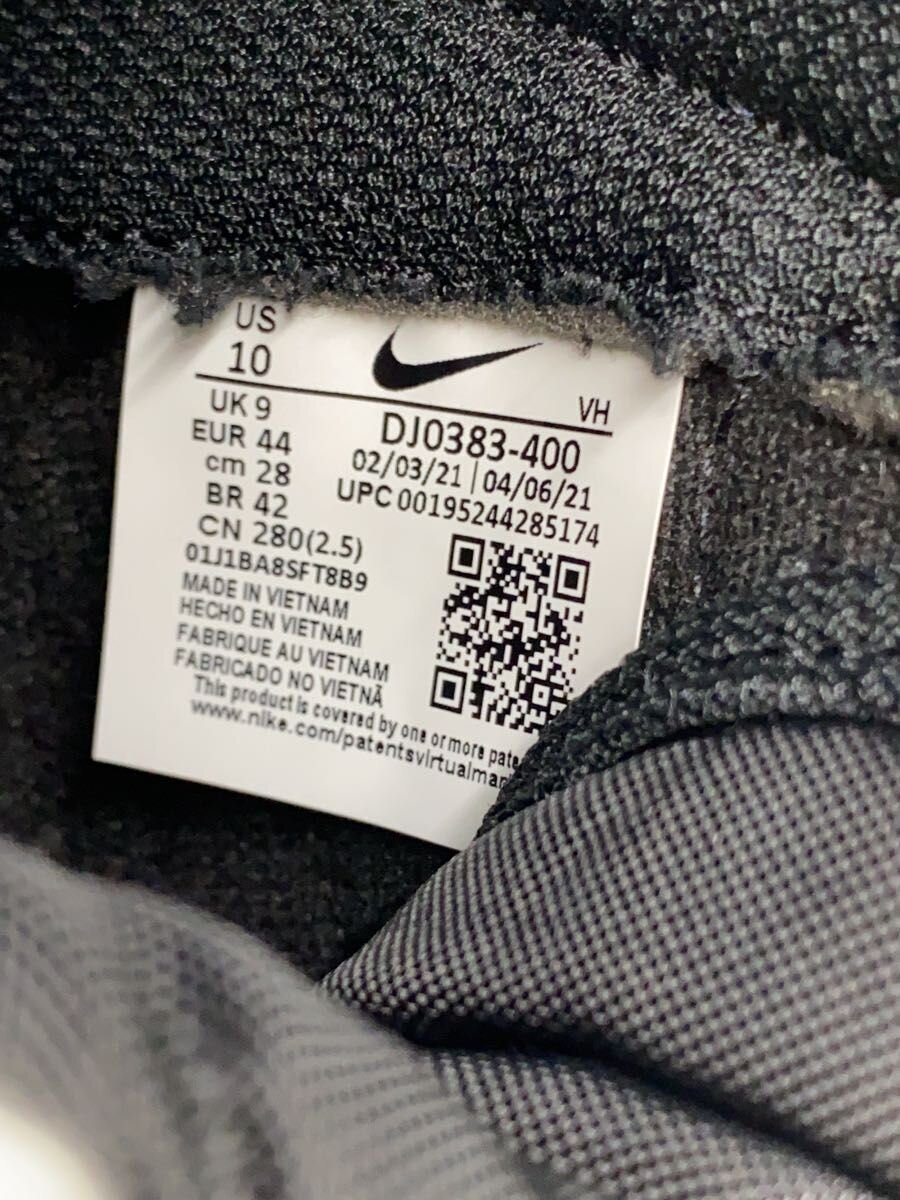 US
10
VH
UK 9
EUR 44
cm 28
BR 42
CN 280(2.5)
01J1BA8SFT8B9
DJ0383-400
02/03/21 | 04/06/21
UPC 00195244285174
MADE IN VIETNAM
HECHO EN VIETNAM
FABRIQUE AU VIETNAM
FABRICADO NO VIETNÃ
This product is covered by one or more pate
www.nike.com/patentsvirtualmar